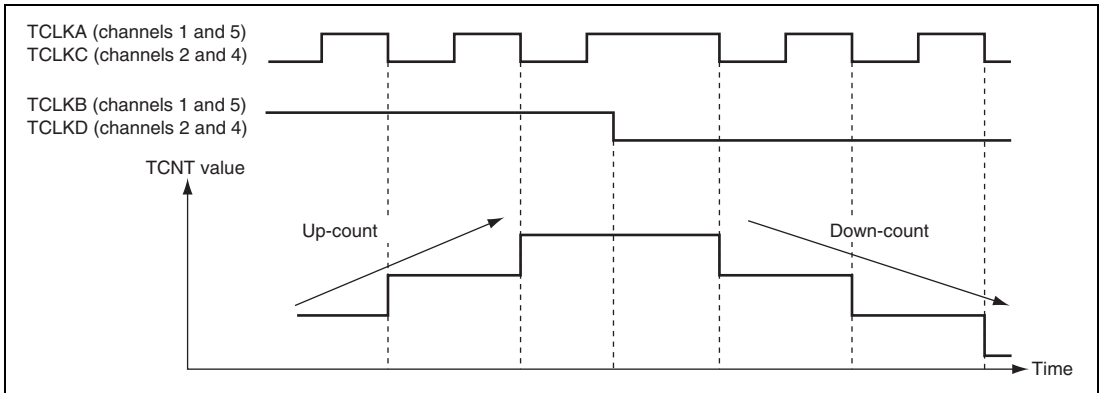 TCLKA (channels 1 and 5)
TCLKC (channels 2 and 4)
TCLKB (channels 1 and 5)
TCLKD (channels 2 and 4)
TCNT value
Up-count
Down-count
Time